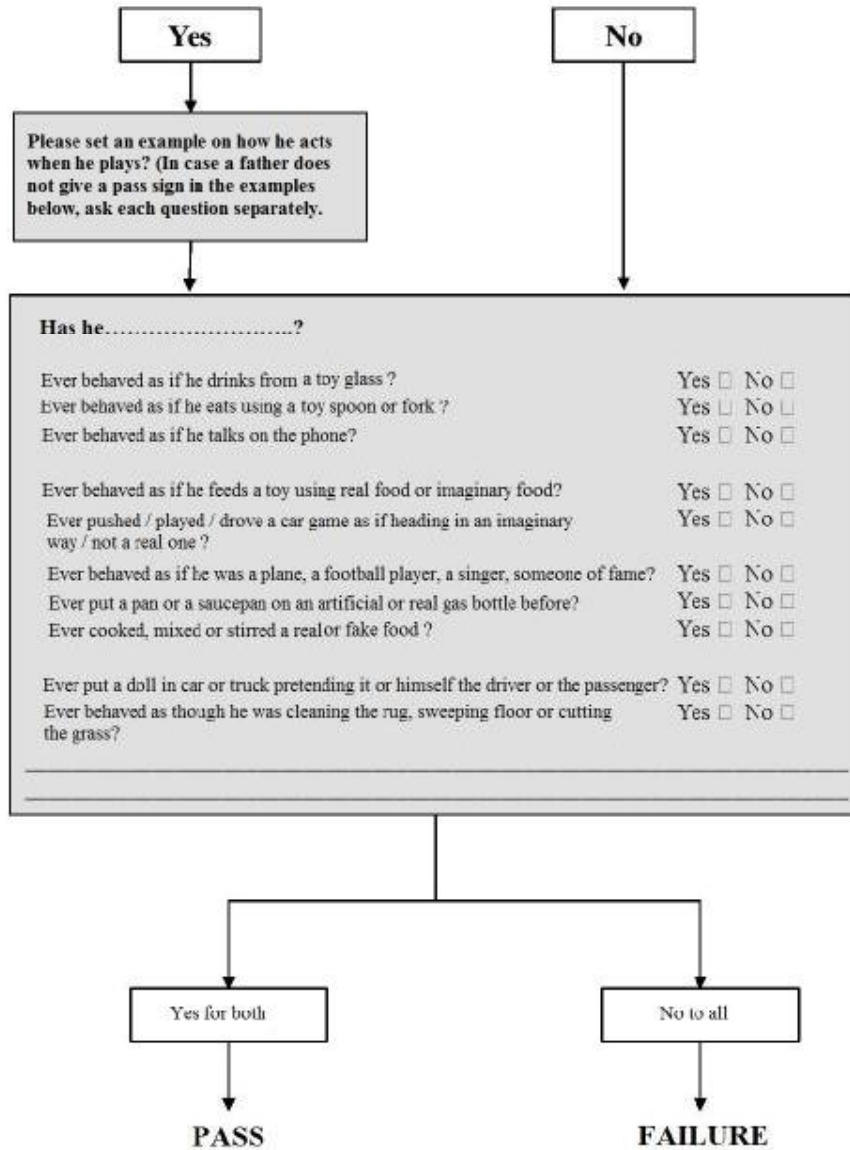 Yes
No
Please set an example on how he acts
when he plays? (In case a father does
not give a pass sign in the examples
below, ask each question separately.
Has he……………………..?
Ever behaved as if he drinks from a toy glass ? Yes □ No □
Ever behaved as if he eats using a toy spoon or fork ? Yes □ No □
Ever behaved as if he talks on the phone? Yes □ No □
Ever behaved as if he feeds a toy using real food or imaginary food? Yes □ No □
Ever pushed / played / drove a car game as if heading in an imaginary Yes □ No □
way / not a real one ?
Ever behaved as if he was a plane, a football player, a singer, someone of fame? Yes □ No □
Ever put a pan or a saucepan on an artificial or real gas bottle before? Yes □ No □
Ever cooked, mixed or stirred a real or fake food ? Yes □ No □
Ever put a doll in car or truck pretending it or himself the driver or the passenger? Yes □ No □
Ever behaved as though he was cleaning the rug, sweeping floor or cutting Yes □ No □
the grass?
Yes for both
No to all
PASS
FAILURE